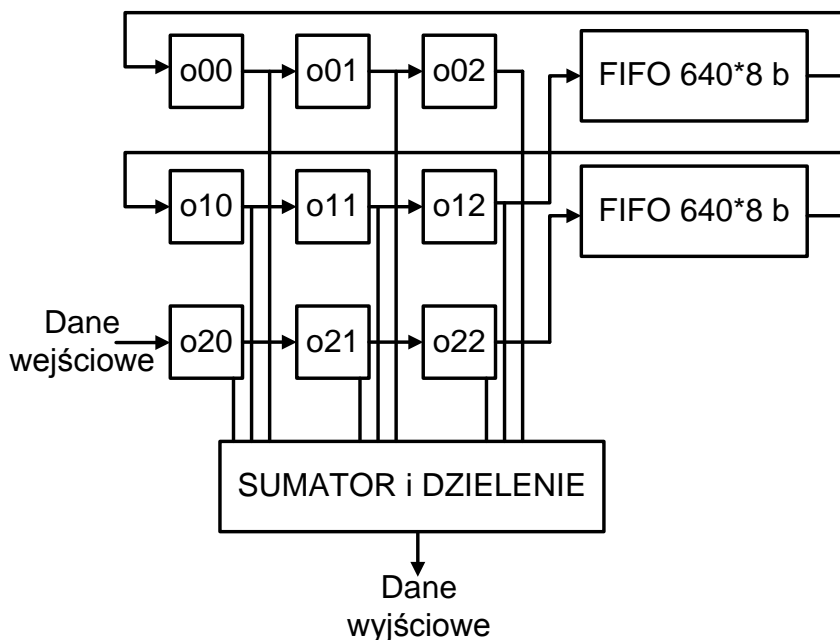 o00 o01 o02 FIFO 640*8 b
o10 o11 o12 FIFO 640*8 b
Dane
wejściowe
o20 o21 o22
SUMATOR i DZIELENIE
Dane
wyjściowe